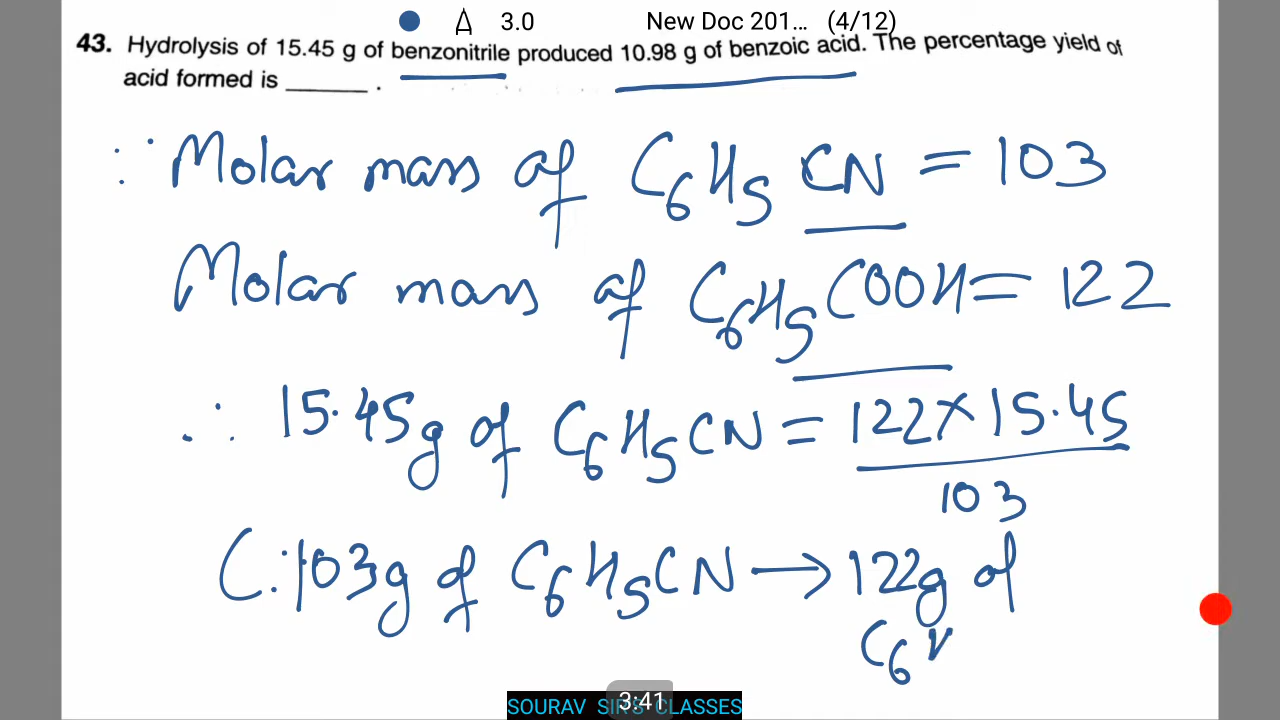 3.0 New Doc 201... (4/12)
43. Hydrolysis of 15.45 g of benzonitrile produced 10.98 g of benzoic acid. The percentage yield of
acid formed is ______ .
∵ Molar mass of C6H5CN = 103
Molar mass of C6H5COOH = 122
∴ 15.45g of C6H5CN = 122 × 15.45
103
(∵ 103g of C6H5CN → 122g of
C6
3:41
SOURAV SIR'S CLASSES